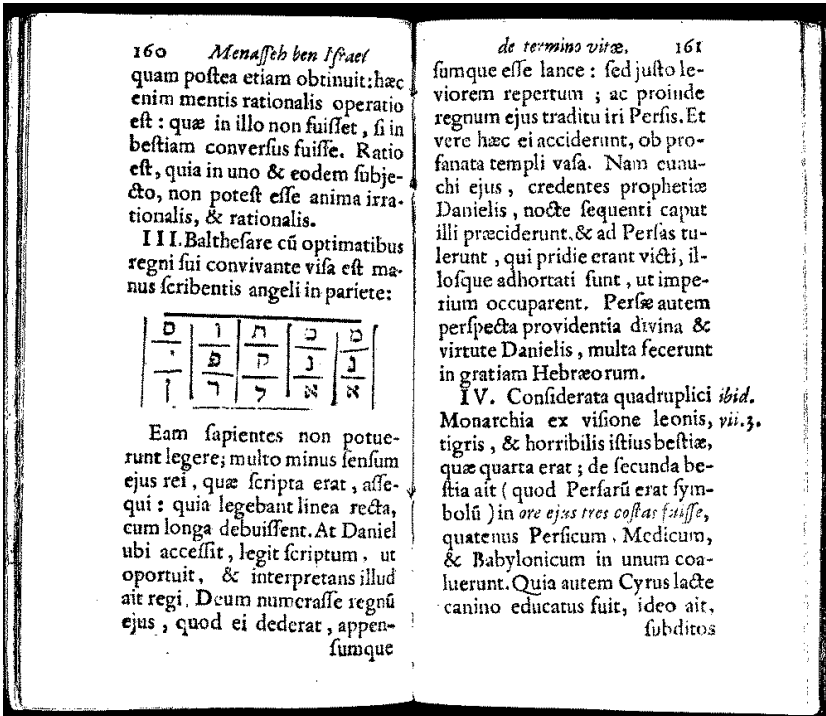 160 Menaſſeh ben Iſrael
quam poſtea etiam obtinuit: hæc
enim mentis rationalis operatio
eſt : quæ in illo non fuiſſet, ſi in
beſtiam converſus fuiſſe. Ratio
eſt, quia in uno & eodem ſubje-
cto, non poteſt eſſe anima irra-
tionalis, & rationalis.
III. Baltheſare cũ optimatibus
regni ſui convivante viſa eſt ma-
nus ſcribentis angeli in pariete:
ס ו ת מ מ
י פ ק נ נ
ן ר ל א א
Eam ſapientes non potue-
runt legere; multo minus ſenſum
ejus rei, quæ ſcripta erat, aſſe-
qui : quia legebant linea recta,
cum longa debuiſſent. At Daniel
ubi acceſſit, legit ſcriptum, ut
oportuit, & interpretans illud
ait regi, Deum numeraſſe regnũ
ejus, quod ei dederat, appen-
ſumque
de termino vitæ. 161
ſumque eſſe lance : ſed juſto le-
viorem repertum ; ac proinde
regnum ejus traditu iri Perſis. Et
vere hæc ei acciderunt, ob pro-
fanata templi vaſa. Nam eunu-
chi ejus, credentes prophetiæ
Danielis, nocte ſequenti caput
illi præciderunt, & ad Perſas tu-
lerunt, qui pridie erant victi, il-
loſque adhortati ſunt, ut impe-
rium occuparent. Perſæ autem
perſpecta providentia divina &
virtute Danielis, multa fecerunt
in gratiam Hebræorum.
IV. Conſiderata quadruplici ibid.
Monarchia ex viſione leonis, vii.3.
tigris, & horribilis iſtius beſtiæ,
quæ quarta erat ; de ſecunda be-
ſtia ait ( quod Perſarũ erat ſym-
bolũ ) in ore ejus tres coſtas fuiſſe,
quatenus Perſicum, Medicum,
& Babylonicum in unum coa-
luerunt. Quia autem Cyrus lacte
canino educatus fuit, ideo ait,
ſubditos